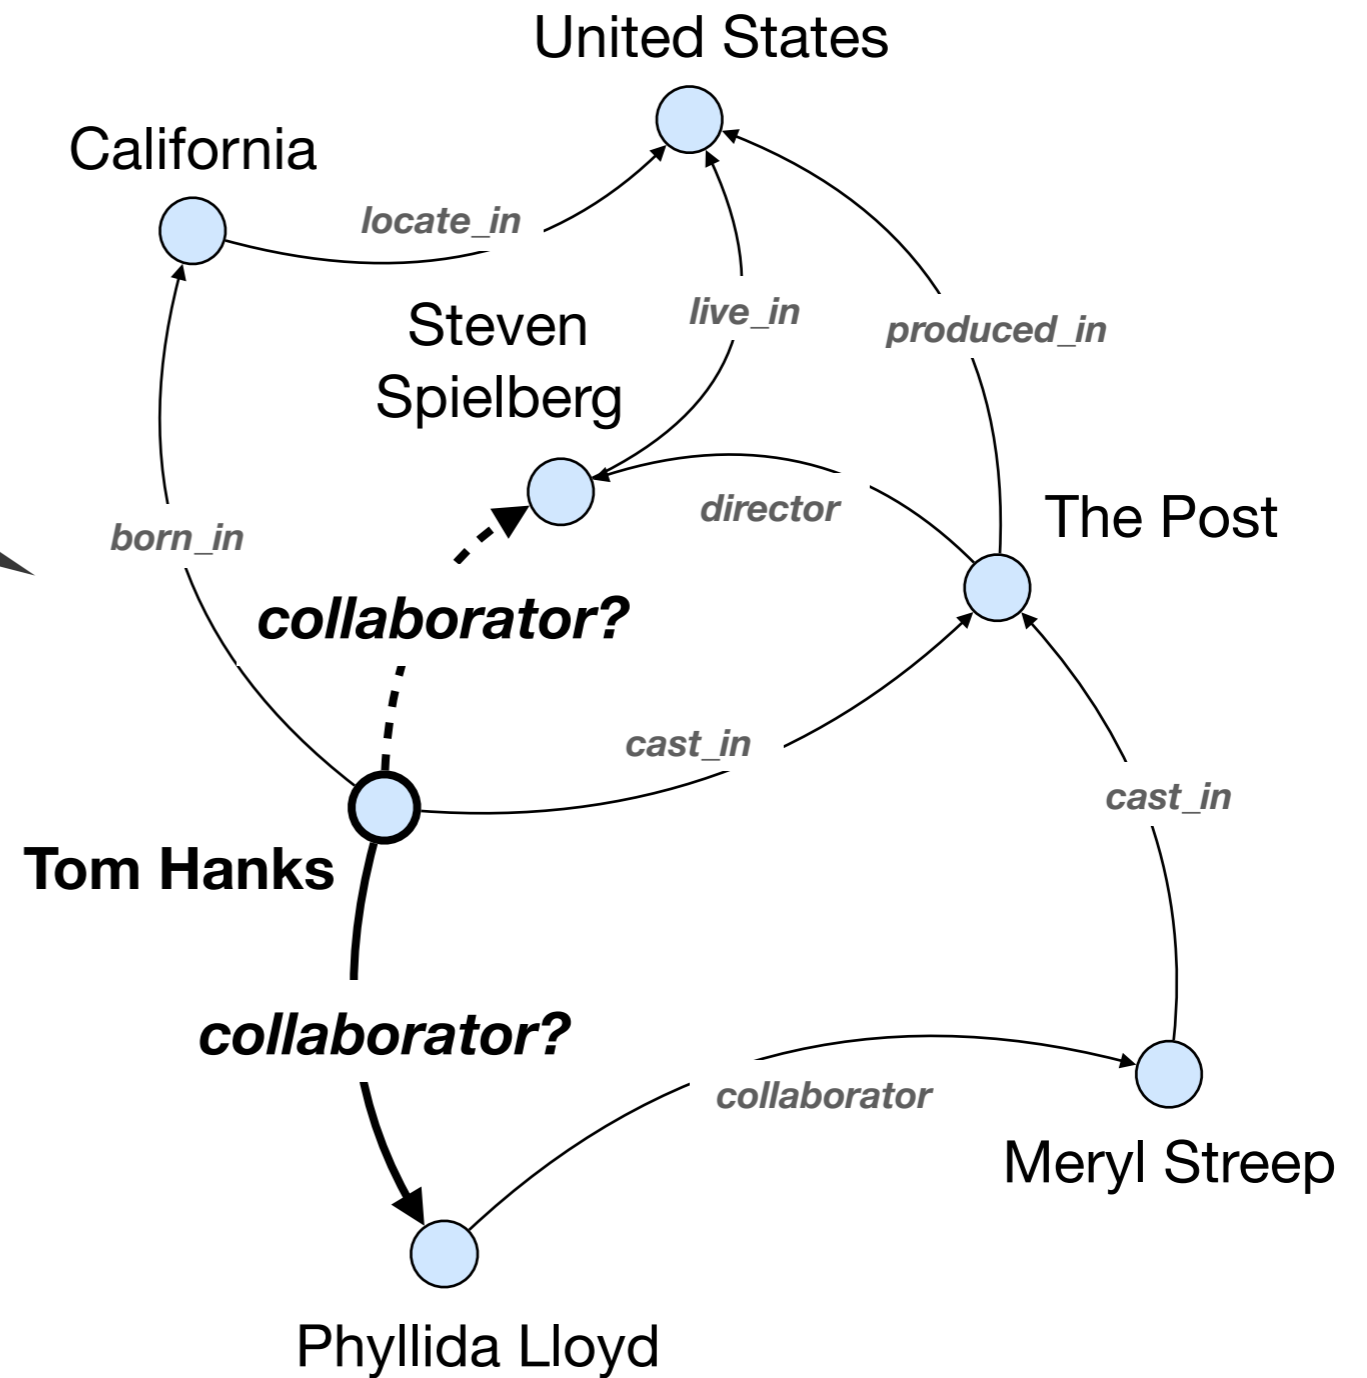 United States
California
locate_in
Steven
Spielberg
live_in
produced_in
director
The Post
born_in
collaborator?
cast_in
cast_in
Tom Hanks
collaborator?
collaborator
Meryl Streep
Phyllida Lloyd